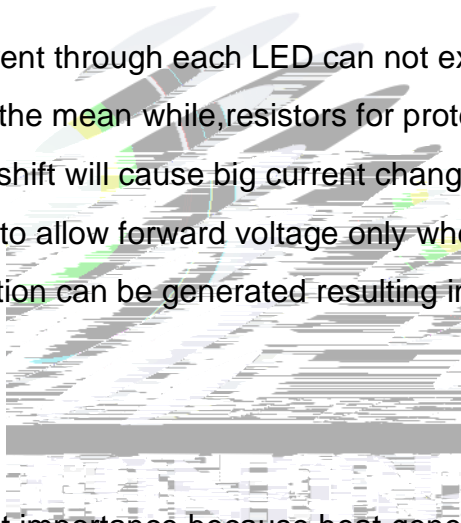 ent through each LED can not ex
the mean while,resistors for prote
shift will cause big current chang
to allow forward voltage only whe
tion can be generated resulting in
t importance because heat gene